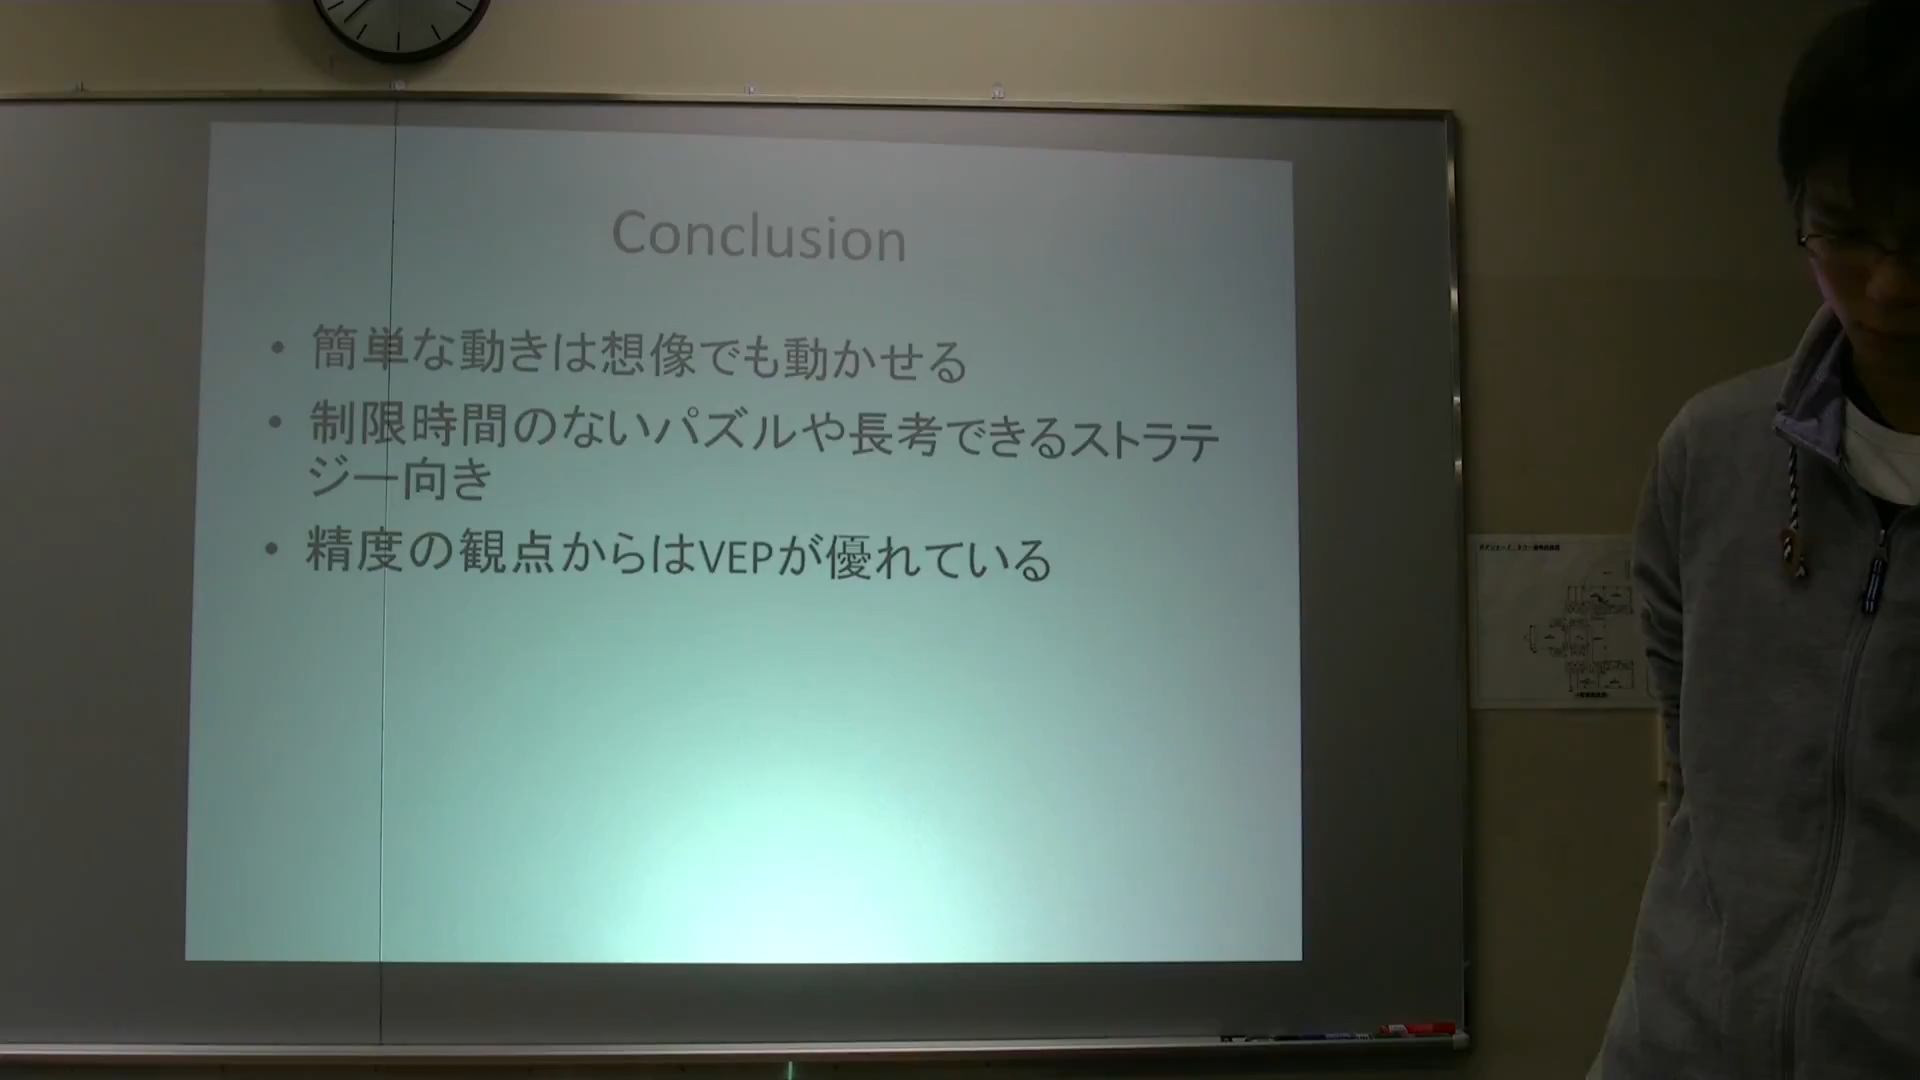 Conclusion
• 簡単な動きは想像でも動かせる
• 制限時間のないパズルや長考できるストラテ
ジー向き
• 精度の観点からはVEPが優れている